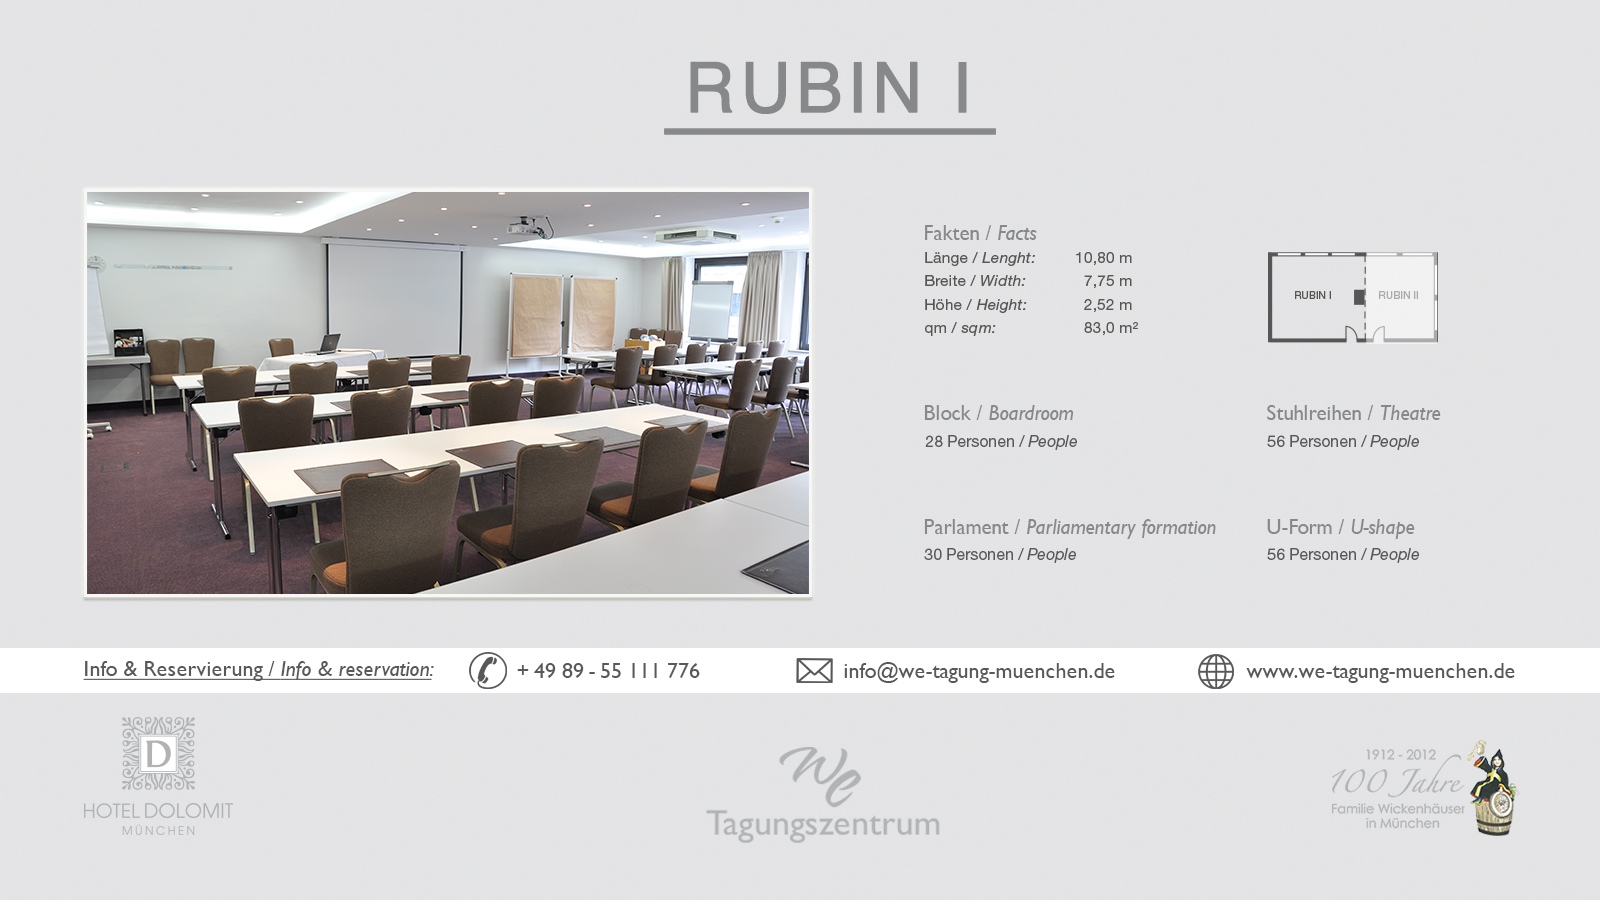 RUBIN I
Fakten / Facts
Länge / Lenght: 10,80 m
Breite / Width: 7,75 m
Höhe / Height: 2,52 m
qm / sqm: 83,0 m²
RUBIN I
RUBIN II
Block / Boardroom
28 Personen / People
Stuhlreihen / Theatre
56 Personen / People
Parlament / Parliamentary formation
30 Personen / People
U-Form / U-shape
56 Personen / People
Info & Reservierung / Info & reservation:
+ 49 89 - 55 111 776
info@we-tagung-muenchen.de
www.we-tagung-muenchen.de
D
HOTEL DOLOMIT
MÜNCHEN
We
Tagungszentrum
1912 - 2012
100 Jahre
Familie Wickenhäuser
in München